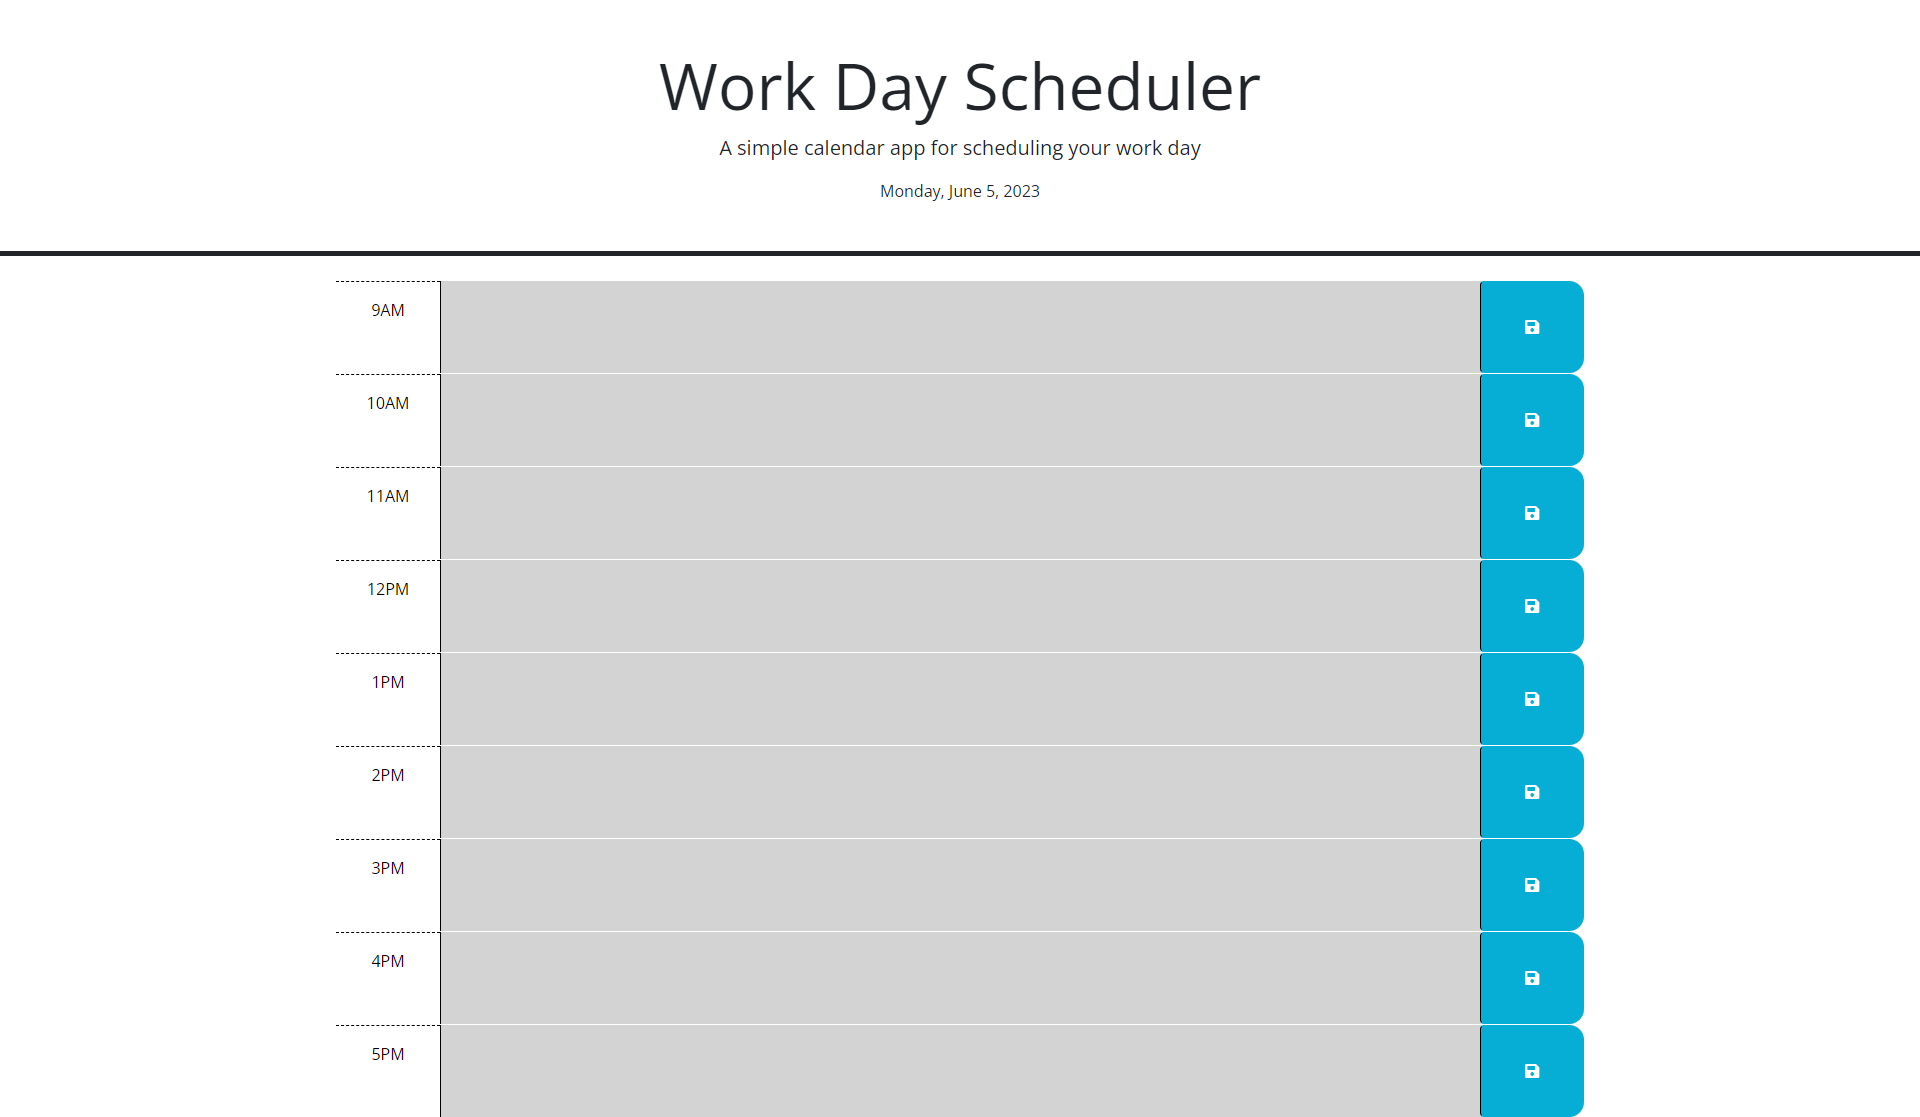 Work Day Scheduler
A simple calendar app for scheduling your work day
Monday, June 5, 2023
9AM
10AM
11AM
12PM
1PM
2PM
3PM
4PM
5PM